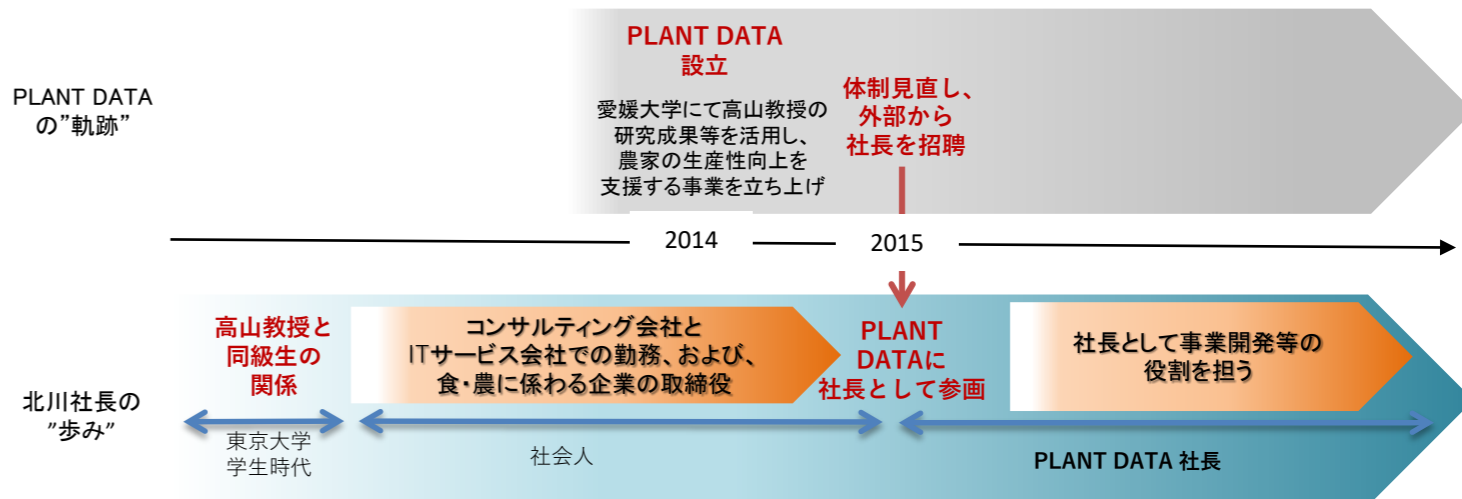 PLANT DATA
の”軌跡”
PLANT DATA
設立
愛媛大学にて高山教授の
研究成果等を活用し、
農家の生産性向上を
支援する事業を立ち上げ
体制見直し、
外部から
社長を招聘
2014
2015
北川社長の
”歩み”
高山教授と
同級生の
関係
コンサルティング会社と
ITサービス会社での勤務、および、
食・農に係わる企業の取締役
PLANT
DATAに
社長として参画
社長として事業開発等の
役割を担う
東京大学
学生時代
社会人
PLANT DATA 社長